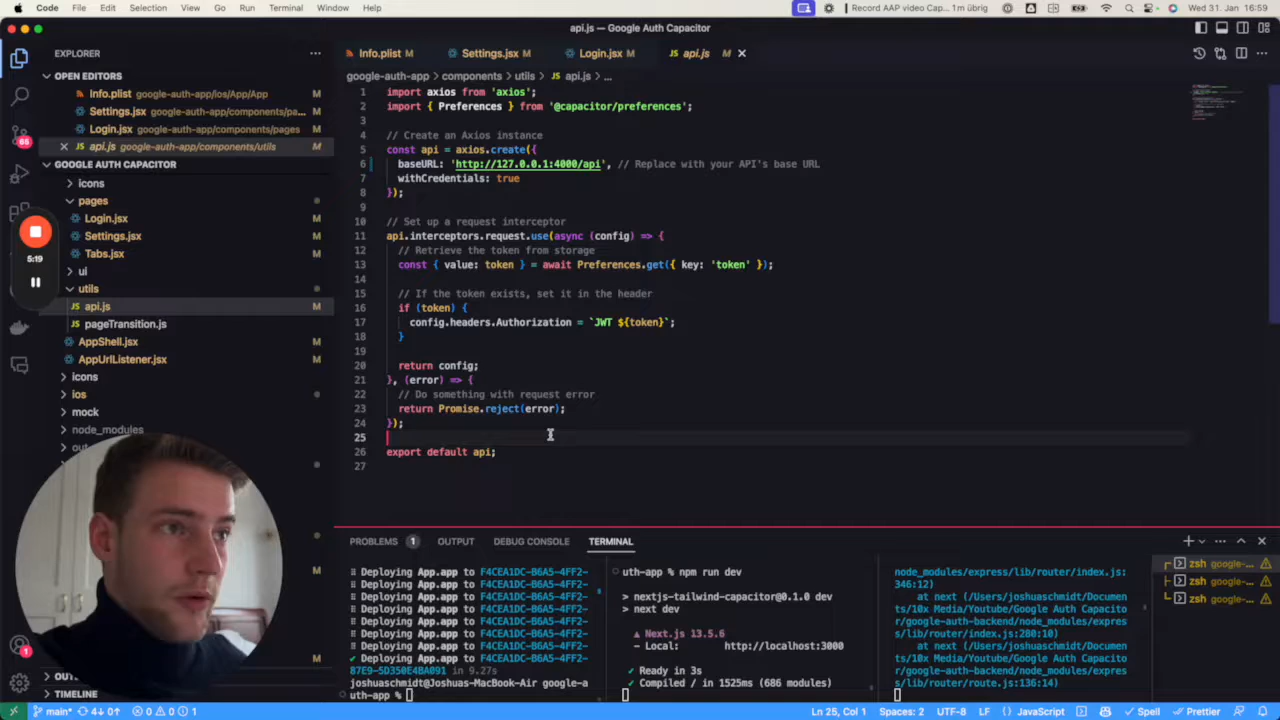 Code File Edit Selection View Go Run Terminal Window Help
Record AAP video Cap... 1m übrig
Wed 31. Jan 16:59
api.js — Google Auth Capacitor
EXPLORER
OPEN EDITORS
Info.plist google-auth-app/ios/App/App M
Settings.jsx google-auth-app/components/pa... M
Login.jsx google-auth-app/components/pages M
api.js google-auth-app/components/utils M
GOOGLE AUTH CAPACITOR
icons
pages
Login.jsx M
Settings.jsx M
Tabs.jsx M
ui
utils
JS api.js M
JS pageTransition.js
AppShell.jsx M
AppUrlListener.jsx M
icons
ios
mock
node_modules
M
M
TIMELINE
65
5:19
1
Info.plist M
Settings.jsx M
Login.jsx M
JS api.js M
google-auth-app > components > utils > JS api.js > ...
1 import axios from 'axios';
2 import { Preferences } from '@capacitor/preferences';
3
4 // Create an Axios instance
5 const api = axios.create({
6 baseURL: 'http://127.0.0.1:4000/api', // Replace with your API's base URL
7 withCredentials: true
8 });
9
10 // Set up a request interceptor
11 api.interceptors.request.use(async (config) => {
12 // Retrieve the token from storage
13 const { value: token } = await Preferences.get({ key: 'token' });
14
15 // If the token exists, set it in the header
16 if (token) {
17 config.headers.Authorization = `JWT ${token}`;
18 }
19
20 return config;
21 }, (error) => {
22 // Do something with request error
23 return Promise.reject(error);
24 });
25
26 export default api;
27
PROBLEMS 1 OUTPUT DEBUG CONSOLE TERMINAL
Deploying App.app to F4CEA1DC-B6A5-4FF2-
Deploying App.app to F4CEA1DC-B6A5-4FF2-
Deploying App.app to F4CEA1DC-B6A5-4FF2-
Deploying App.app to F4CEA1DC-B6A5-4FF2-
Deploying App.app to F4CEA1DC-B6A5-4FF2-
Deploying App.app to F4CEA1DC-B6A5-4FF2-
Deploying App.app to F4CEA1DC-B6A5-4FF2-
✔ Deploying App.app to F4CEA1DC-B6A5-4FF2-
87E9-5D350E4BA091 in 9.27s
joshuaschmidt@Joshuas-MacBook-Air google-a
uth-app %
uth-app % npm run dev
> nextjs-tailwind-capacitor@0.1.0 dev
> next dev
▲ Next.js 13.5.6
- Local: http://localhost:3000
✓ Ready in 3s
✓ Compiled / in 1525ms (686 modules)
node_modules/express/lib/router/index.js:
346:12)
at next (/Users/joshuaschmidt/Documen
ts/10x Media/Youtube/Google Auth Capacito
r/google-auth-backend/node_modules/expres
s/lib/router/index.js:280:10)
at next (/Users/joshuaschmidt/Documen
ts/10x Media/Youtube/Google Auth Capacito
r/google-auth-backend/node_modules/expres
s/lib/router/route.js:136:14)
zsh google-...
zsh google-...
zsh google-...
main* 4↓ 0↑ 0 0 1
Ln 25, Col 1 Spaces: 2 UTF-8 LF {} JavaScript Spell Prettier